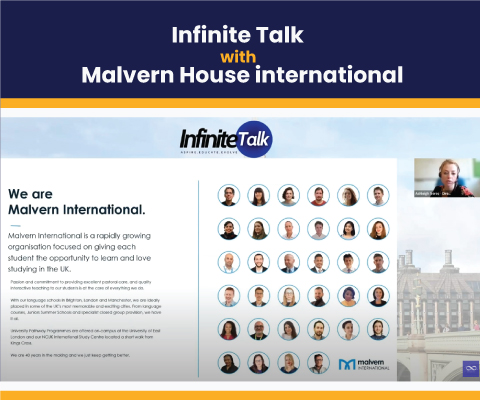 Infinite Talk
with
Malvern House international
InfiniteTalk
INSPIRE EDUCATE EVOLVE
We are
Malvern International.
Malvern International is a rapidly growing
organisation focused on giving each
student the opportunity to learn and love
studying in the UK.
Passion and commitment to providing excellent pastoral care, and quality
interactive teaching to our students is at the core of everything we do.
With our language schools in Brighton, London and Manchester, we are ideally
placed in some of the UK's most memorable and exciting cities. From language
courses, Juniors Summer Schools and specialist closed group provision, we have
it all.
University Pathway Programmes are offered on-campus at the University of East
London and our NCUK International Study Centre located a short walk from
Kings Cross.
We are 40 years in the making and we just keep getting better.
malvern
INTERNATIONAL